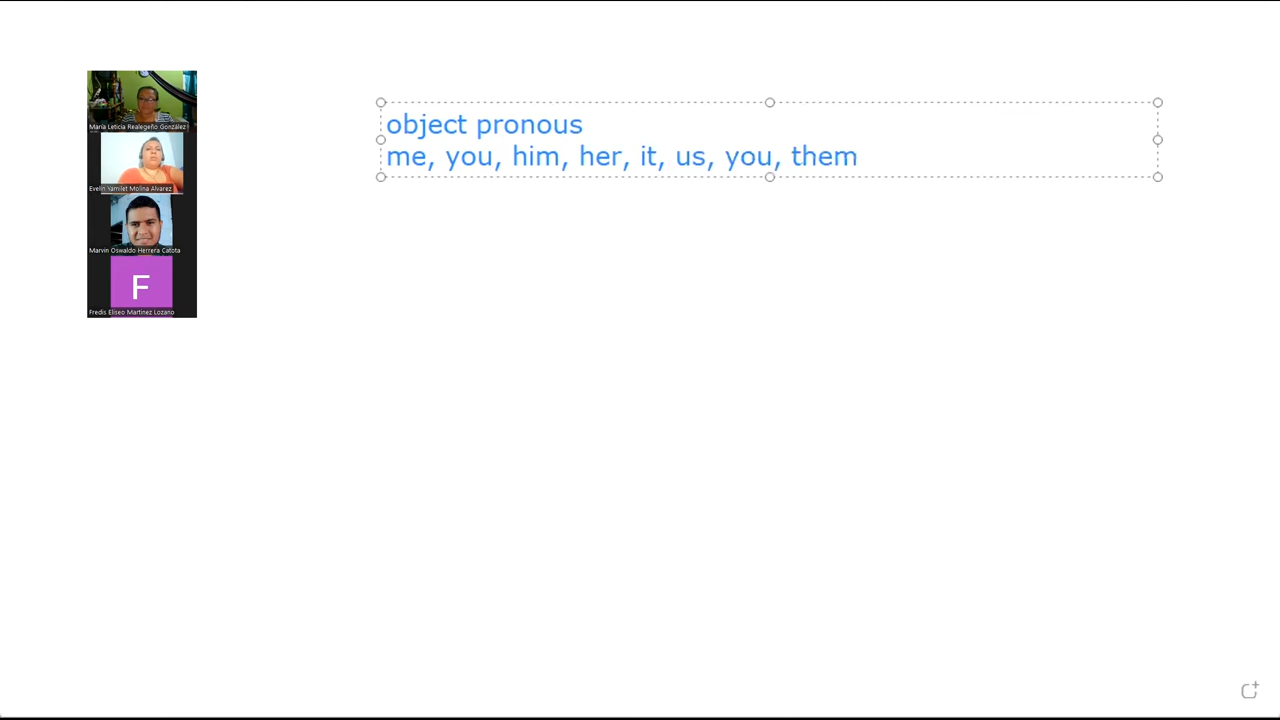 María Leticia Realegeño González
Evelin Yamilet Molina Alvarez
Marvin Oswaldo Herrera Catota
F
Fredis Eliseo Martinez Lozano
object pronous
me, you, him, her, it, us, you, them